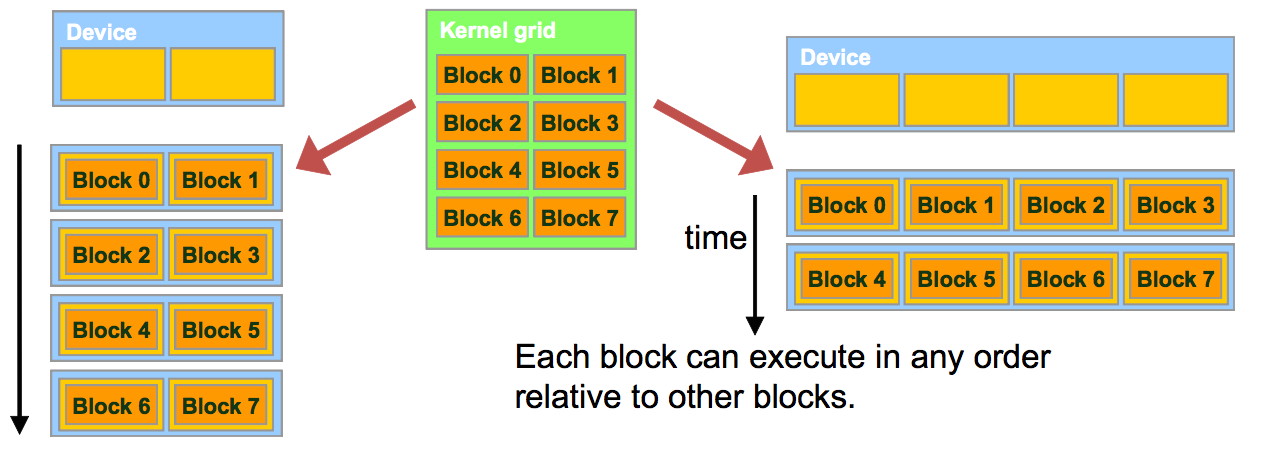 Device
Block 0 Block 1
Block 2 Block 3
Block 4 Block 5
Block 6 Block 7
Kernel grid
Block 0 Block 1
Block 2 Block 3
Block 4 Block 5
Block 6 Block 7
Device
time
Block 0 Block 1 Block 2 Block 3
Block 4 Block 5 Block 6 Block 7
Each block can execute in any order
relative to other blocks.